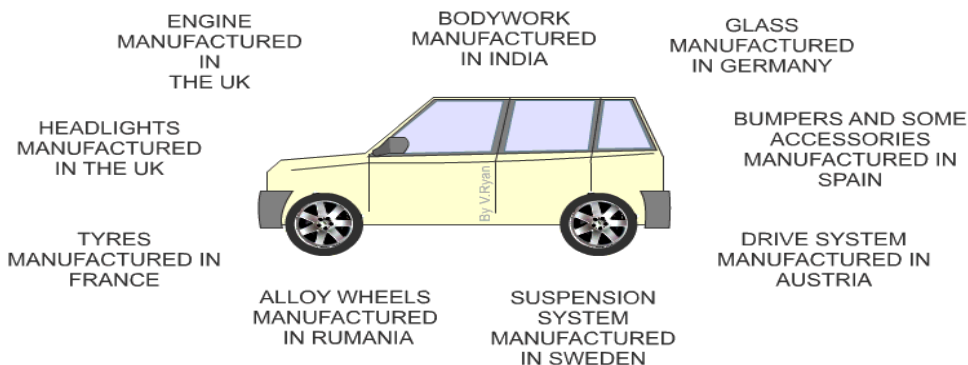 ENGINE
MANUFACTURED
IN
THE UK
BODYWORK
MANUFACTURED
IN INDIA
GLASS
MANUFACTURED
IN GERMANY
HEADLIGHTS
MANUFACTURED
IN THE UK
BUMPERS AND SOME
ACCESSORIES
MANUFACTURED IN
SPAIN
By V.Ryan
TYRES
MANUFACTURED IN
FRANCE
DRIVE SYSTEM
MANUFACTURED IN
AUSTRIA
ALLOY WHEELS
MANUFACTURED
IN RUMANIA
SUSPENSION
SYSTEM
MANUFACTURED
IN SWEDEN